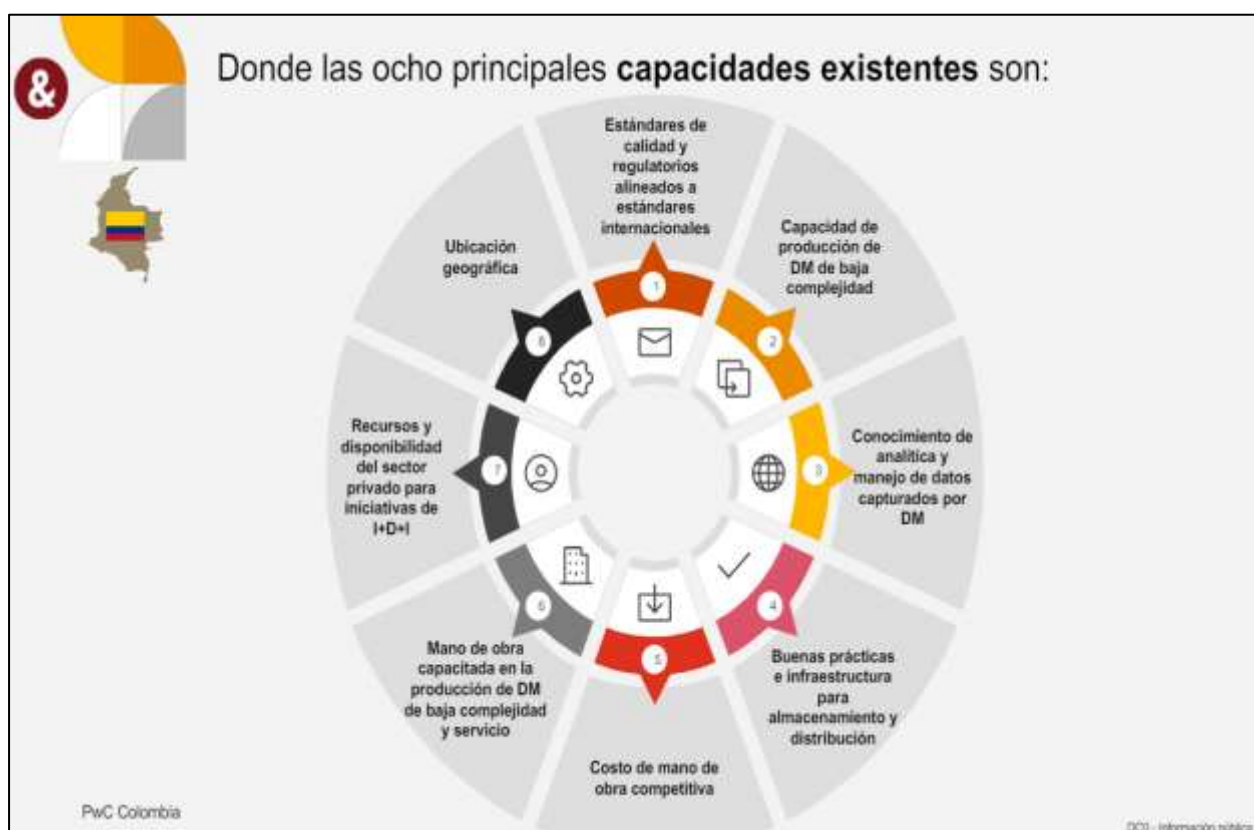 &
Donde las ocho principales capacidades existentes son:
Estándares de
calidad y
regulatorios
alineados a
estándares
internacionales
1
Capacidad de
producción de
DM de baja
complejidad
2
Conocimiento de
analítica y
manejo de datos
capturados por
DM
3
Buenas prácticas
e infraestructura
para
almacenamiento y
distribución
4
Costo de mano de
obra competitiva
Mano de obra
capacitada en la
producción de DM
de baja complejidad
y servicio
6
Recursos y
disponibilidad
del sector
privado para
iniciativas de
I+D+I
7
Ubicación
geográfica
8
PwC Colombia
Información pública